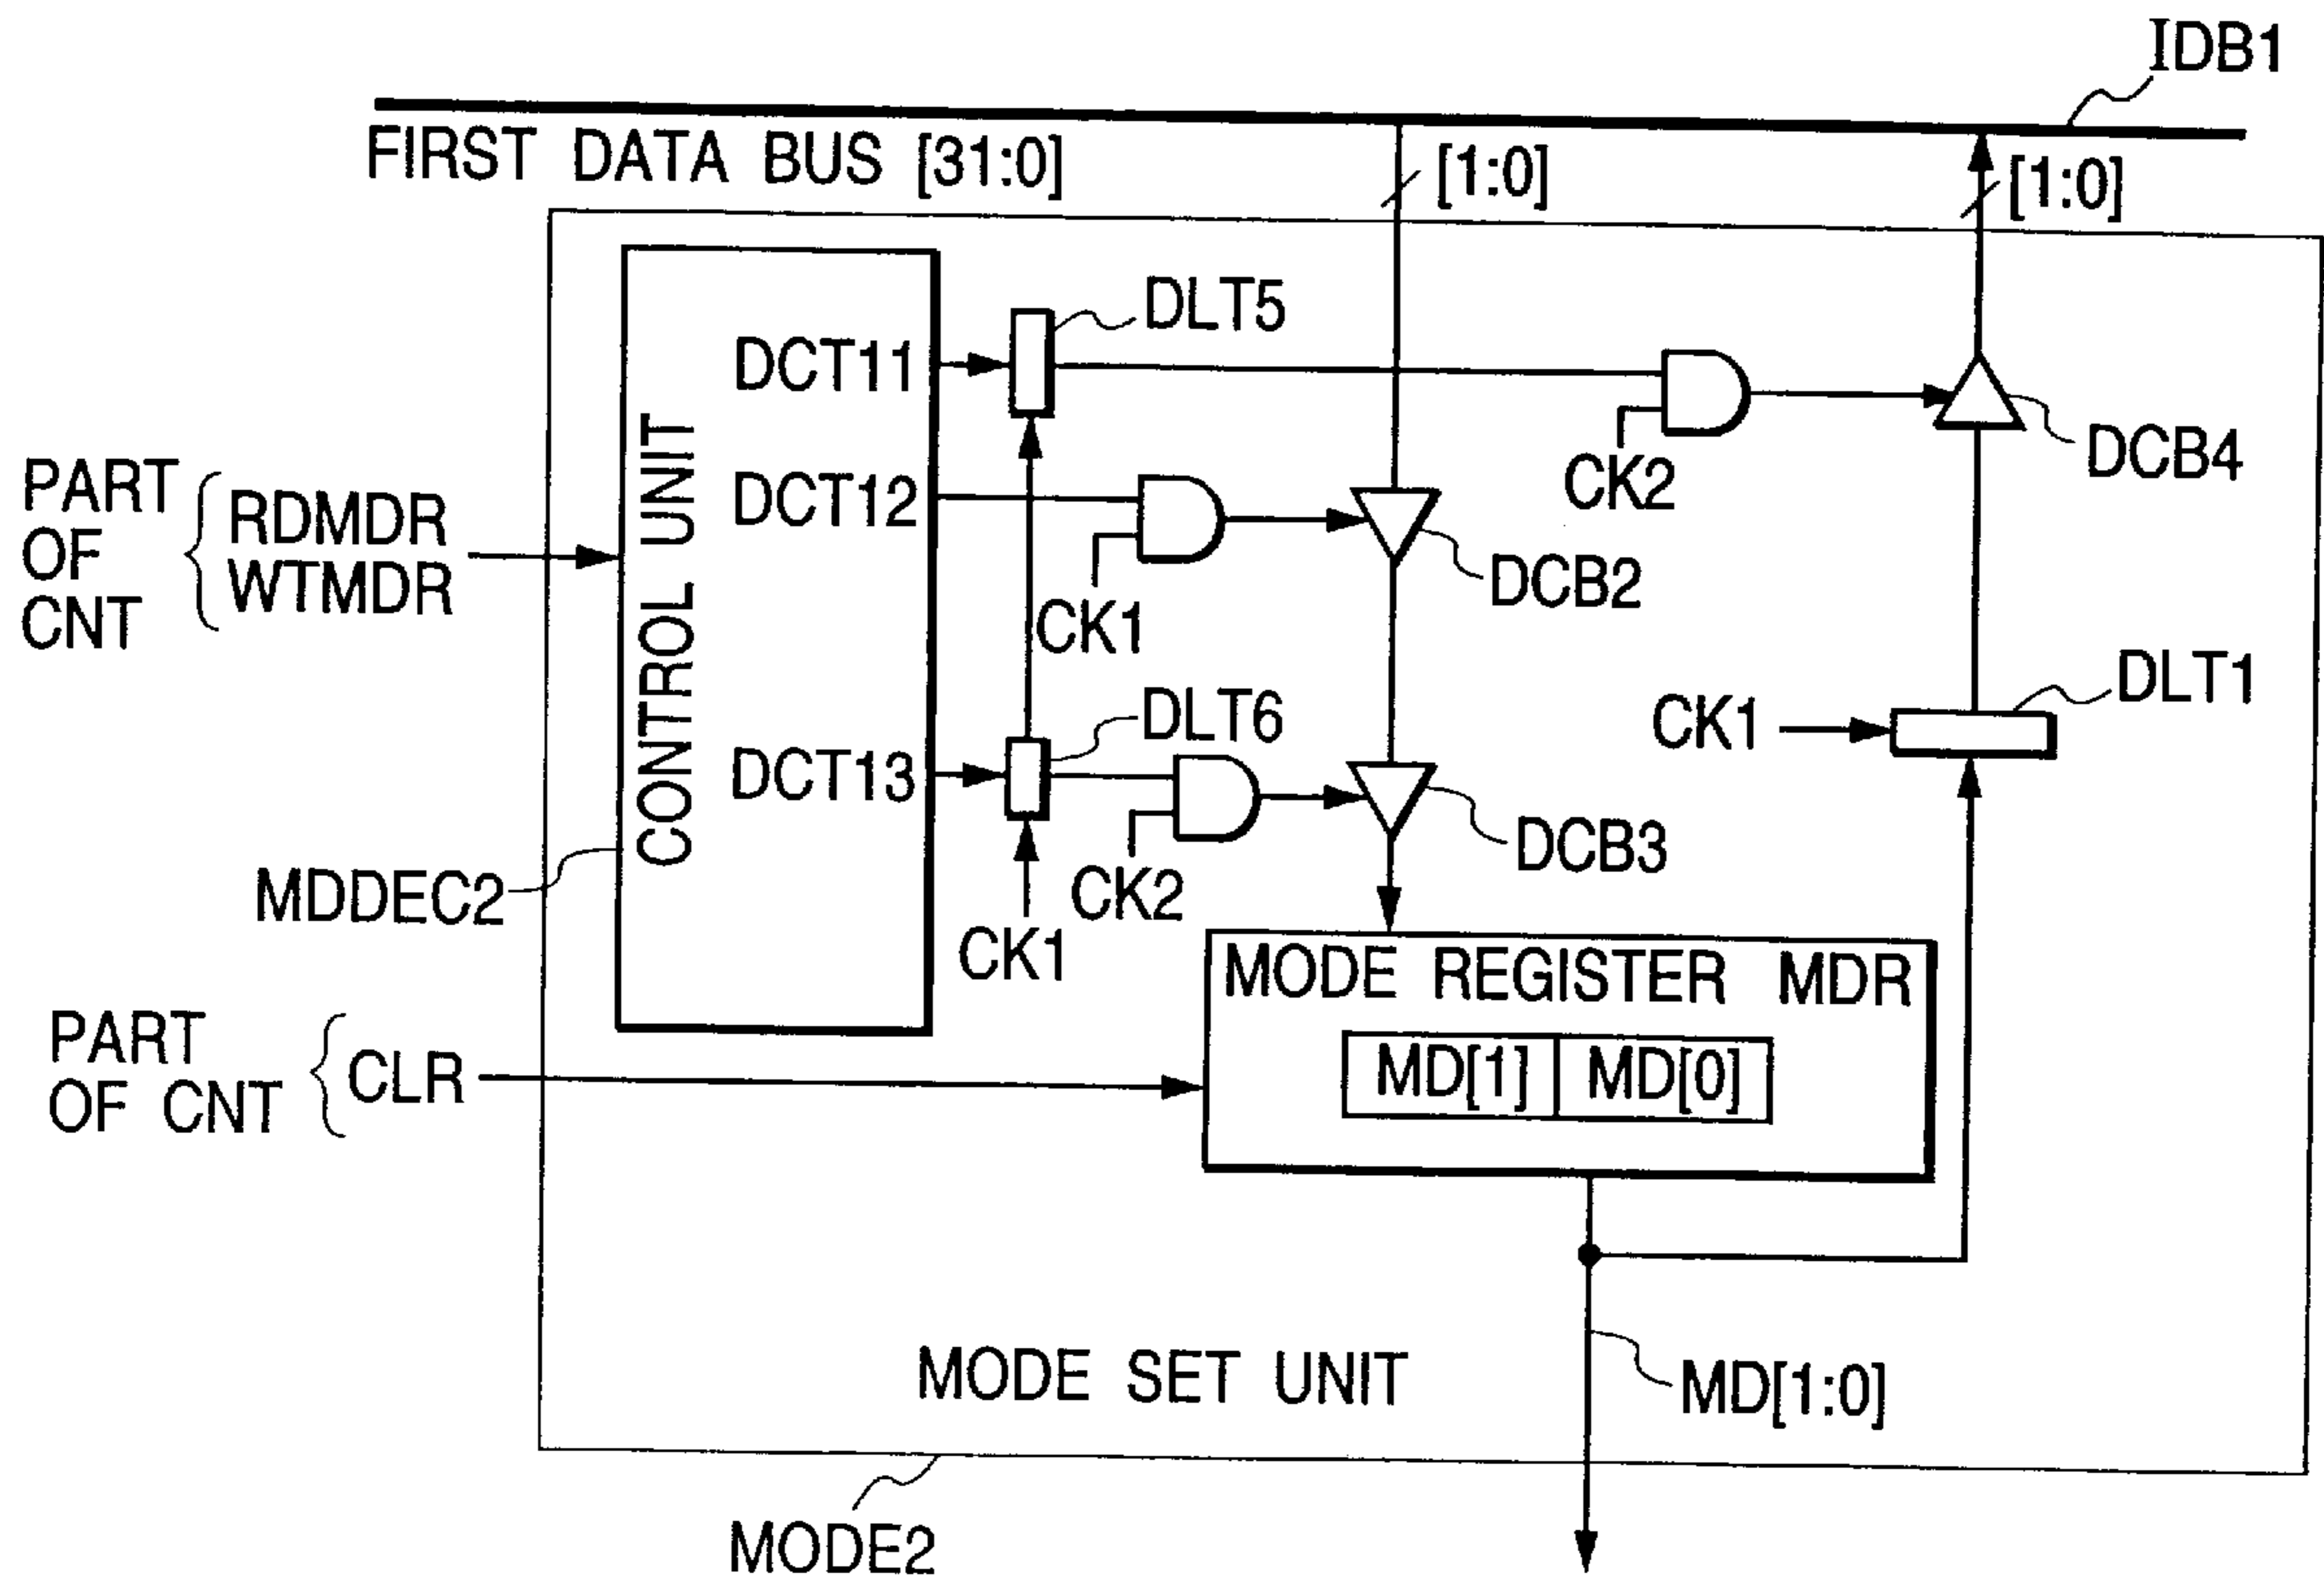 IDB1
FIRST DATA BUS [31:0]
[1:0]
[1:0]
DLT5
DCT11
CK2
DCB4
PART
OF
CNT
RDMDR
WTMDR
CONTROL UNIT
DCT12
CK1
DCB2
DLT6
DCT13
CK1
DLT1
MDDEC2
CK1
CK2
DCB3
MODE REGISTER MDR
MD[1]
MD[0]
PART
OF CNT
CLR
MODE SET UNIT
MD[1:0]
MODE2